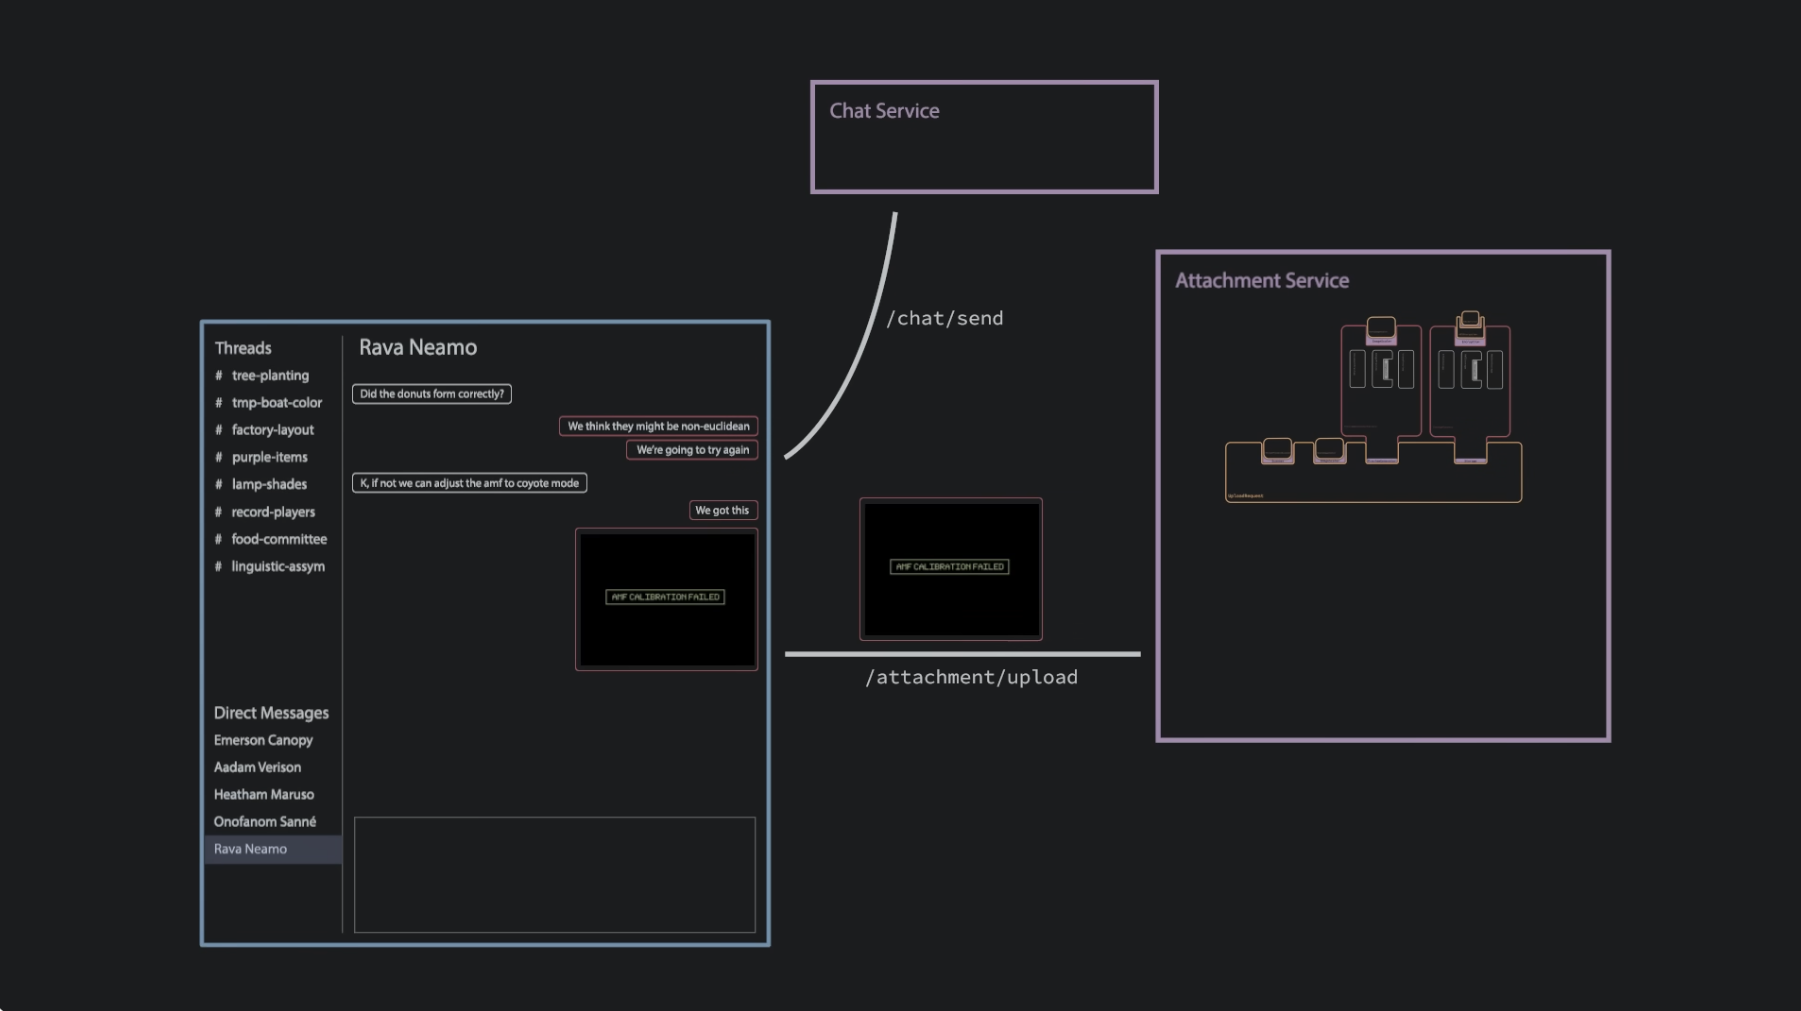 Chat Service
/chat/send
Attachment Service
UploadRequest
Threads
# tree-planting
# tmp-boat-color
# factory-layout
# purple-items
# lamp-shades
# record-players
# food-committee
# linguistic-assym
Direct Messages
Emerson Canopy
Aadam Verison
Heatham Maruso
Onofanom Sanné
Rava Neamo
Rava Neamo
Did the donuts form correctly?
We think they might be non-euclidean
We're going to try again
K, if not we can adjust the amf to coyote mode
We got this
AMF CALIBRATION FAILED
AMF CALIBRATION FAILED
/attachment/upload